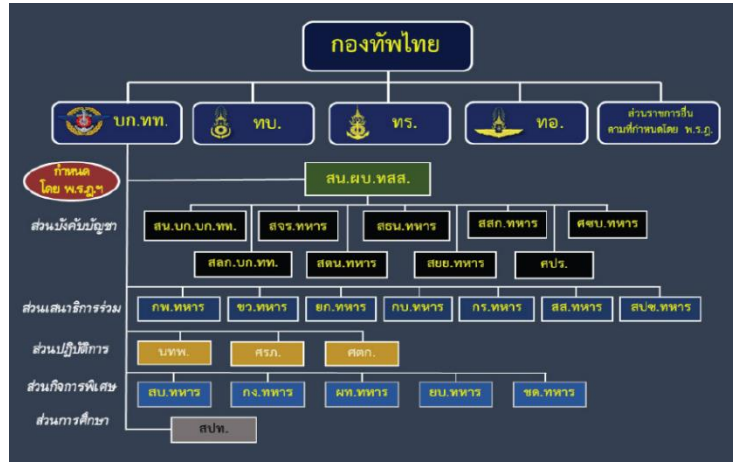 กองทัพไทย
บก.ทท.
ทบ.
ทร.
ทอ.
ส่วนราชการอื่น
ตามที่กำหนดโดย พ.ร.ฎ.
กำหนด
โดย พ.ร.ฎ.ฯ
สน.ผบ.ทสส.
ส่วนบังคับบัญชา
สน.บก.บก.ทท.
สจร.ทหาร
สธน.ทหาร
สสก.ทหาร
ศซบ.ทหาร
สลก.บก.ทท.
สตน.ทหาร
สยย.ทหาร
ศปร.
ส่วนเสนาธิการร่วม
กพ.ทหาร
ขว.ทหาร
ยก.ทหาร
กบ.ทหาร
กร.ทหาร
สส.ทหาร
สปช.ทหาร
ส่วนปฏิบัติการ
นทพ.
ศรภ.
ศตก.
ส่วนกิจการพิเศษ
สบ.ทหาร
กง.ทหาร
ผท.ทหาร
ยบ.ทหาร
ชด.ทหาร
ส่วนการศึกษา
สปท.